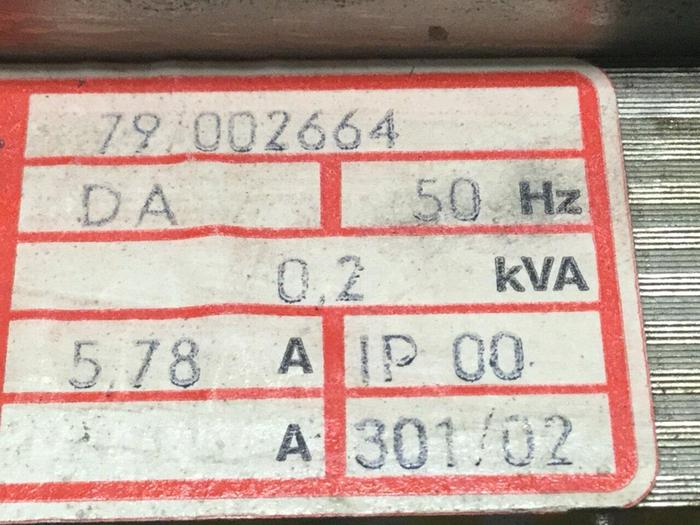 79/002664
DA 50 Hz
0,2 kVA
5,78 A IP 00
A 301/02